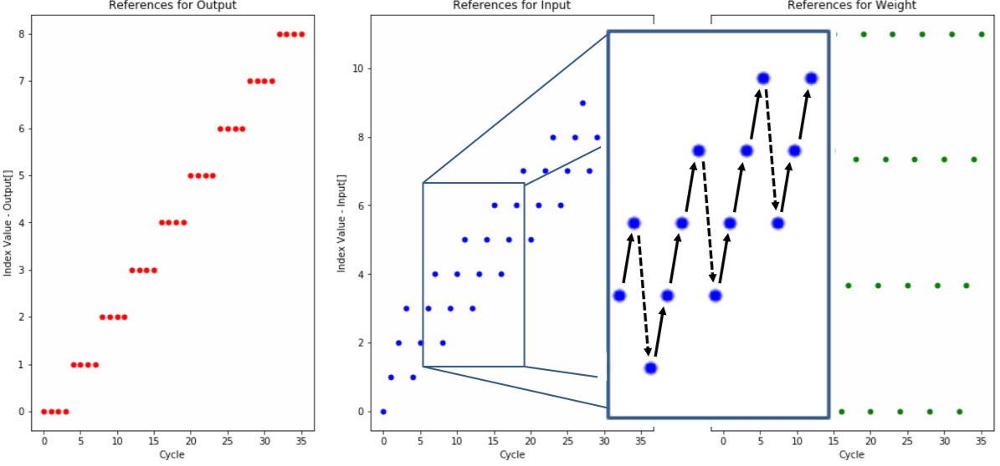 References for Output
Index Value - Output[]
8
7
6
5
4
3
2
1
0
0 5 10 15 20 25 30 35
Cycle
References for Input
Index Value - Input[]
10
8
6
4
2
0
0 5 10 15 20 25 30 35
Cycle
References for Weight
0 5 10 15 20 25 30 35
Cycle